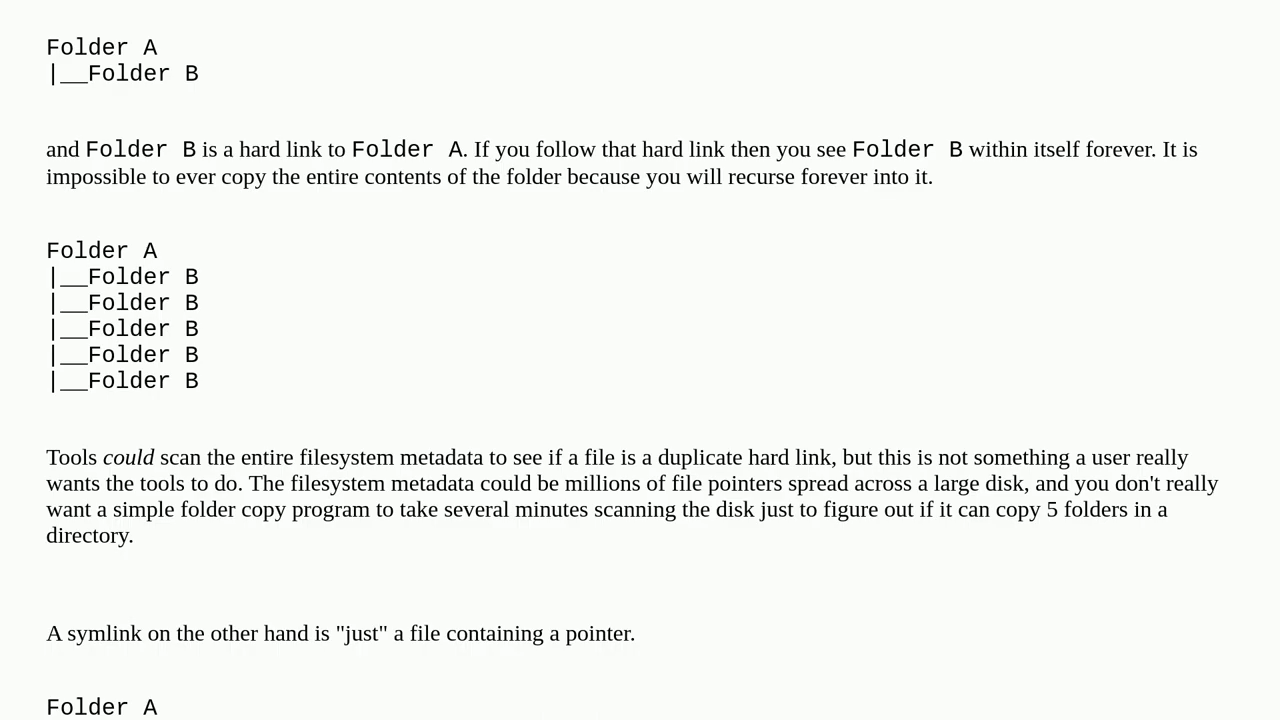 Folder A
|__Folder B
and Folder B is a hard link to Folder A. If you follow that hard link then you see Folder B within itself forever. It is
impossible to ever copy the entire contents of the folder because you will recurse forever into it.
Folder A
|__Folder B
|__Folder B
|__Folder B
|__Folder B
|__Folder B
Tools could scan the entire filesystem metadata to see if a file is a duplicate hard link, but this is not something a user really
wants the tools to do. The filesystem metadata could be millions of file pointers spread across a large disk, and you don't really
want a simple folder copy program to take several minutes scanning the disk just to figure out if it can copy 5 folders in a
directory.
A symlink on the other hand is "just" a file containing a pointer.
Folder A